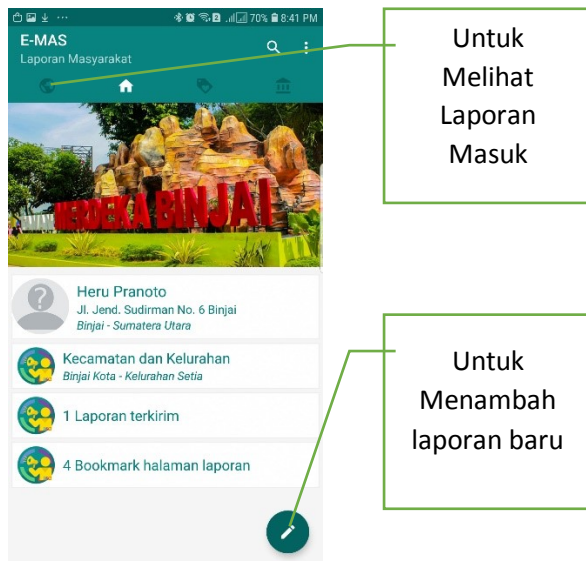 70% 8:41 PM
E-MAS
Laporan Masyarakat
MERDEKA BINJAI
Heru Pranoto
Jl. Jend. Sudirman No. 6 Binjai
Binjai - Sumatera Utara
Kecamatan dan Kelurahan
Binjai Kota - Kelurahan Setia
1 Laporan terkirim
4 Bookmark halaman laporan
Untuk
Melihat
Laporan
Masuk
Untuk
Menambah
laporan baru